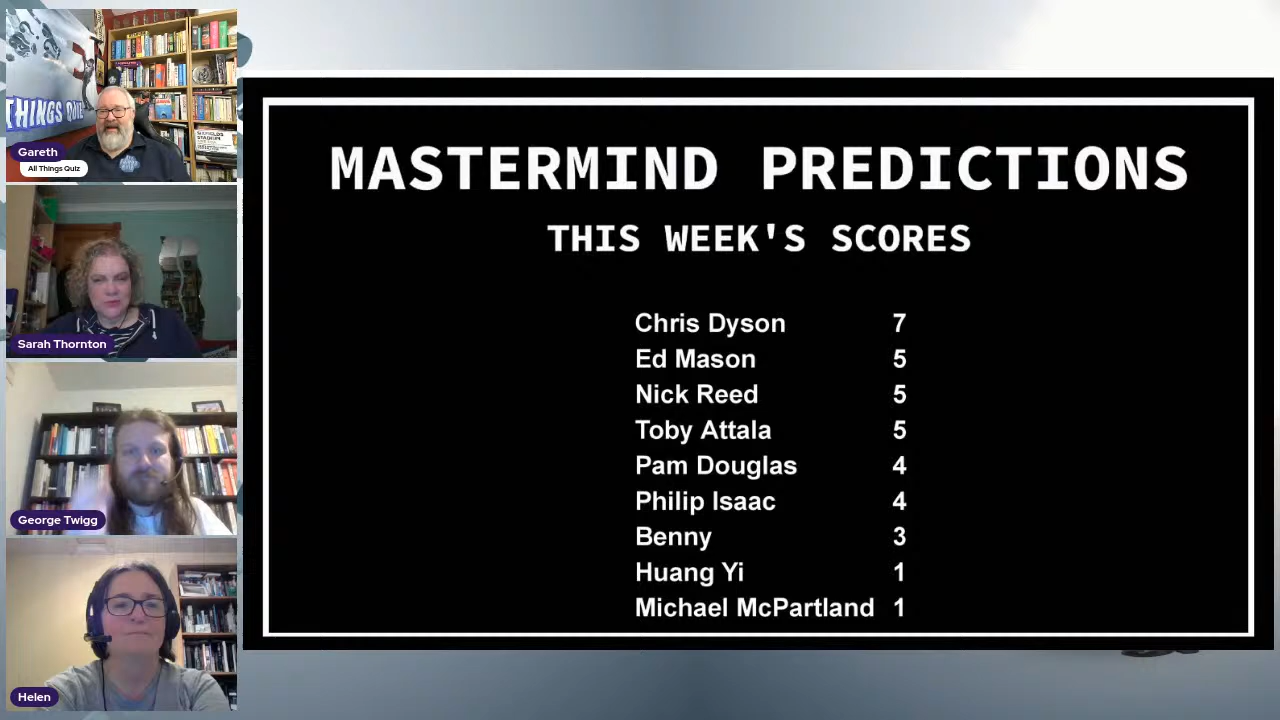 THINGS QUIZ
Gareth
All Things Quiz
Sarah Thornton
George Twigg
Helen
MASTERMIND PREDICTIONS
THIS WEEK'S SCORES
Chris Dyson 7
Ed Mason 5
Nick Reed 5
Toby Attala 5
Pam Douglas 4
Philip Isaac 4
Benny 3
Huang Yi 1
Michael McPartland 1